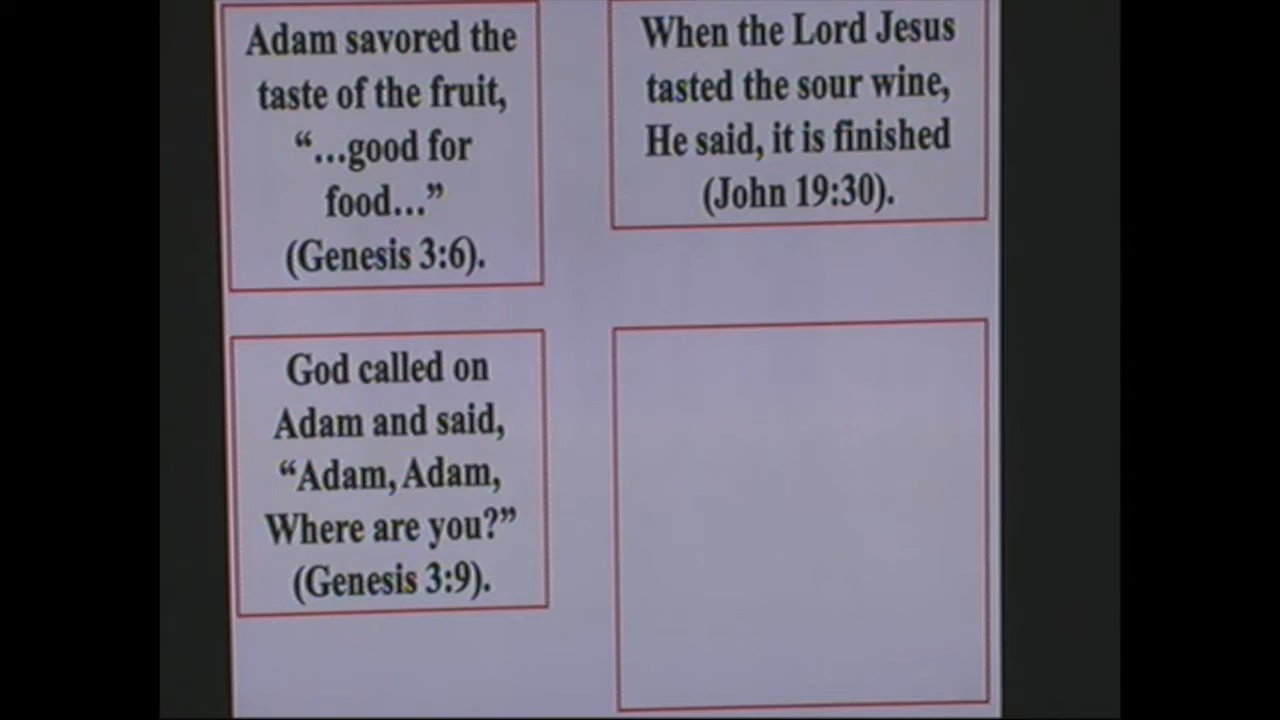 Adam savored the
taste of the fruit,
“...good for
food...”
(Genesis 3:6).
When the Lord Jesus
tasted the sour wine,
He said, it is finished
(John 19:30).
God called on
Adam and said,
“Adam, Adam,
Where are you?”
(Genesis 3:9).